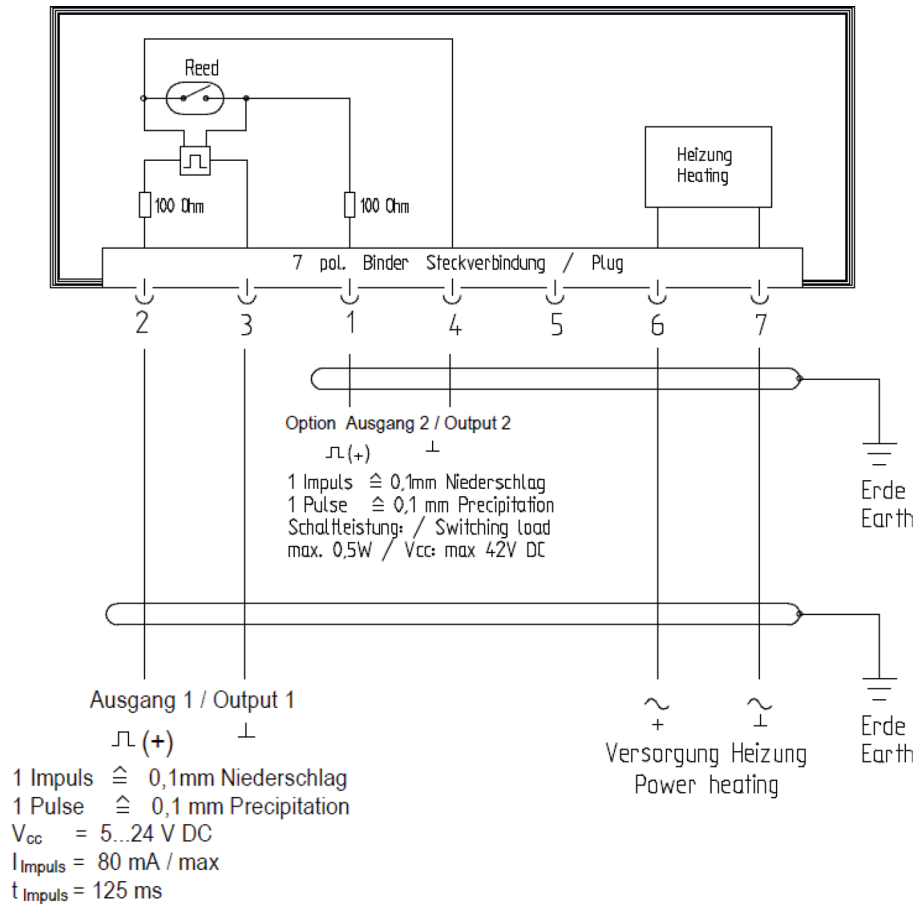 Reed
Heizung
Heating
100 Ohm
100 Ohm
7 pol. Binder Steckverbindung / Plug
2 3 1 4 5 6 7
Option Ausgang 2 / Output 2
(+) ⊥
1 Impuls ≙ 0,1mm Niederschlag
1 Pulse ≙ 0,1 mm Precipitation
Schaltleistung: / Switching load
max. 0,5W / Vcc: max 42V DC
Erde
Earth
Ausgang 1 / Output 1
(+) ⊥
1 Impuls ≙ 0,1mm Niederschlag
1 Pulse ≙ 0,1 mm Precipitation
Vcc = 5...24 V DC
I Impuls = 80 mA / max
t Impuls = 125 ms
~ ~
+ ⊥
Versorgung Heizung
Power heating
Erde
Earth